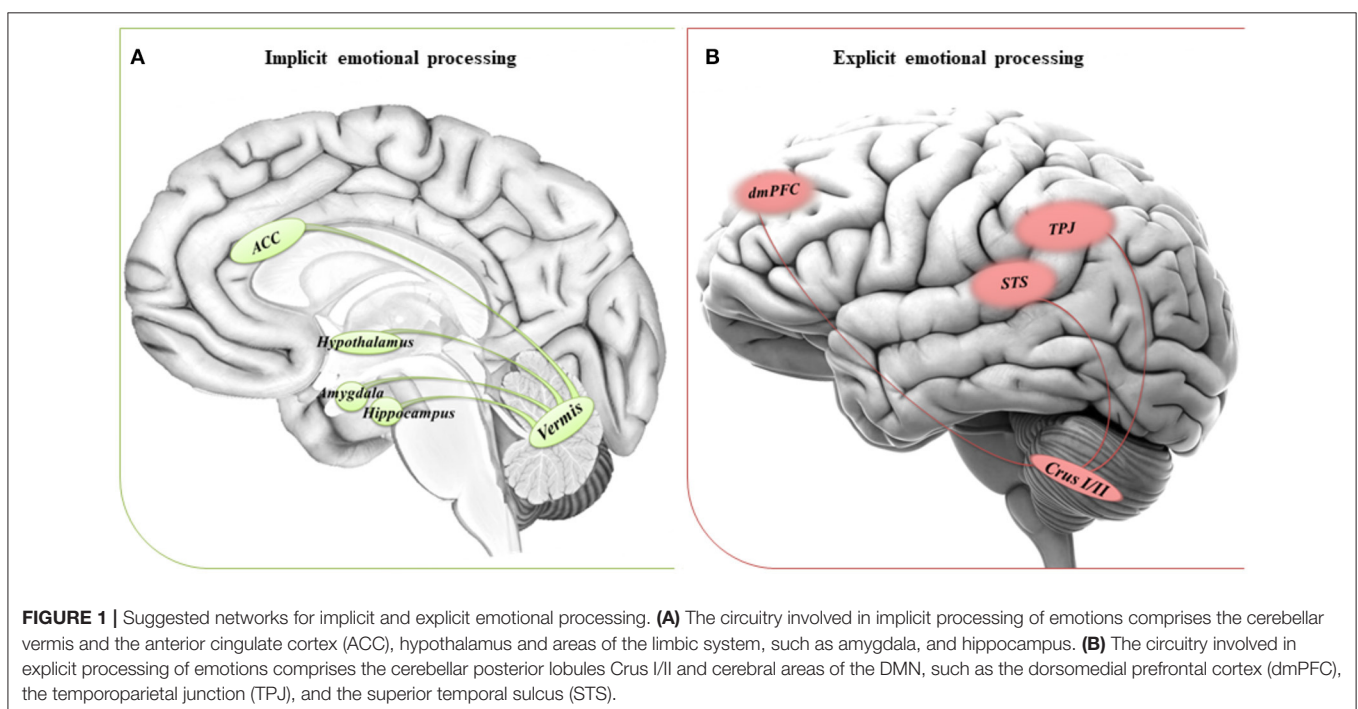 A
Implicit emotional processing
ACC
Hypothalamus
Amygdala
Hippocampus
Vermis
B
Explicit emotional processing
dmPFC
TPJ
STS
Crus I/II
FIGURE 1 | Suggested networks for implicit and explicit emotional processing. (A) The circuitry involved in implicit processing of emotions comprises the cerebellar
vermis and the anterior cingulate cortex (ACC), hypothalamus and areas of the limbic system, such as amygdala, and hippocampus. (B) The circuitry involved in
explicit processing of emotions comprises the cerebellar posterior lobules Crus I/II and cerebral areas of the DMN, such as the dorsomedial prefrontal cortex (dmPFC),
the temporoparietal junction (TPJ), and the superior temporal sulcus (STS).